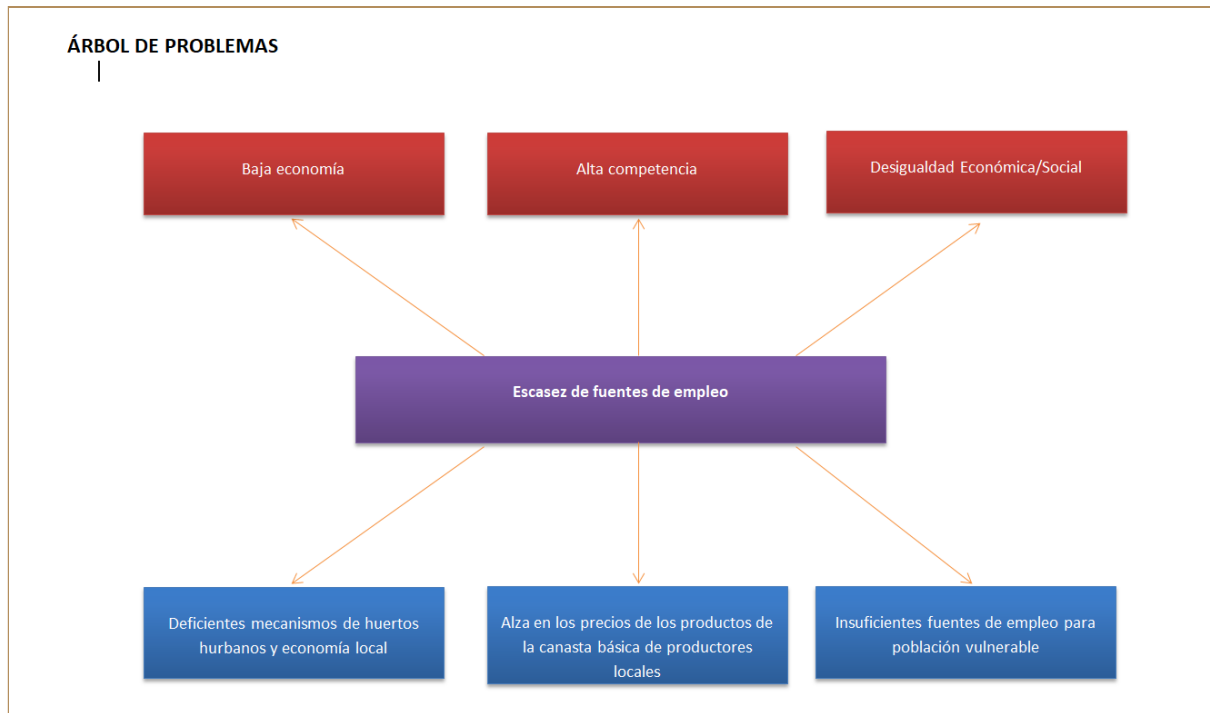 ÁRBOL DE PROBLEMAS
Baja economía
Alta competencia
Desigualdad Económica/Social
Escasez de fuentes de empleo
Deficientes mecanismos de huertos
hurbanos y economía local
Alza en los precios de los productos de
la canasta básica de productores
locales
Insuficientes fuentes de empleo para
población vulnerable